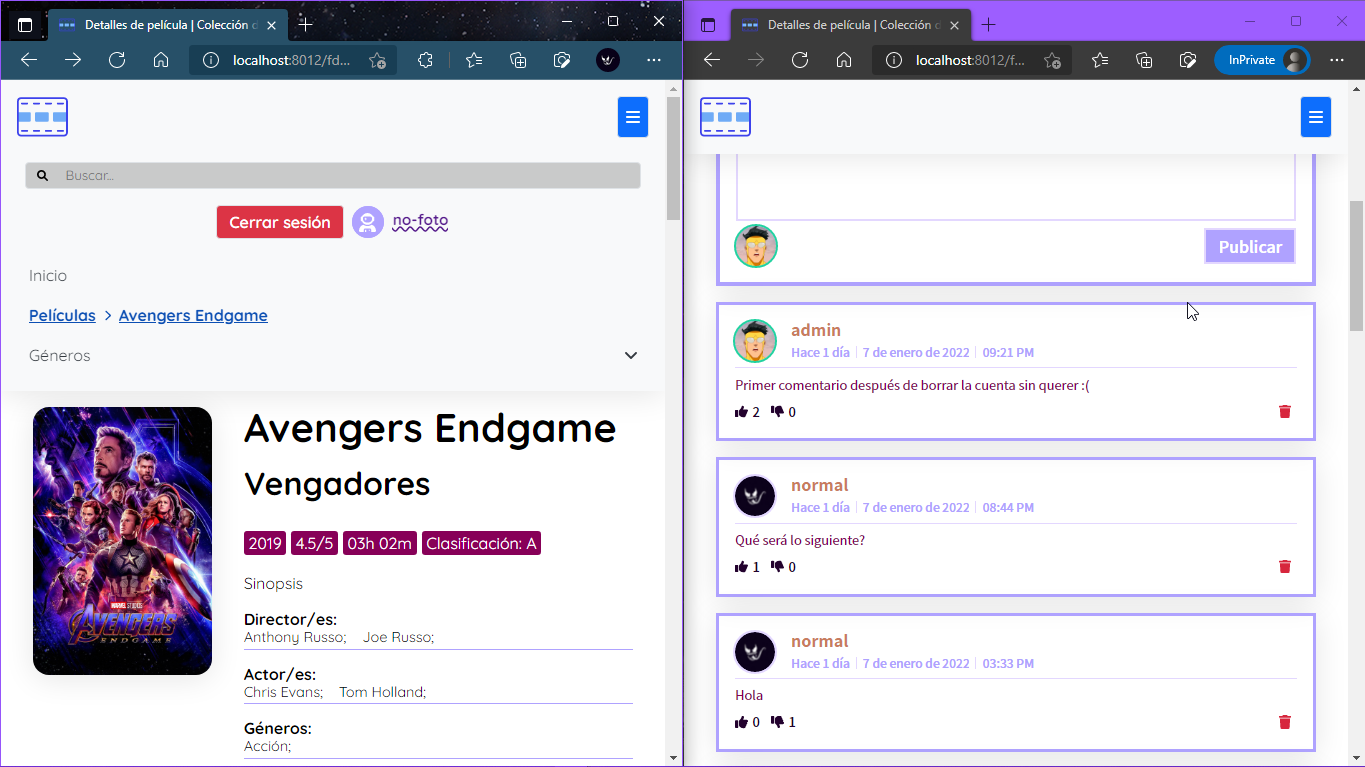 Detalles de película | Colección d
localhost:8012/fd...
Buscar...
Cerrar sesión
no-foto
Inicio
Películas > Avengers Endgame
Géneros
MARVEL STUDIOS
AVENGERS
ENDGAME
Avengers Endgame
Vengadores
2019 4.5/5 03h 02m Clasificación: A
Sinopsis
Director/es:
Anthony Russo; Joe Russo;
Actor/es:
Chris Evans; Tom Holland;
Géneros:
Acción;
Detalles de película | Colección d
localhost:8012/f...
InPrivate
Publicar
admin
Hace 1 día | 7 de enero de 2022 | 09:21 PM
Primer comentario después de borrar la cuenta sin querer :(
2 0
normal
Hace 1 día | 7 de enero de 2022 | 08:44 PM
Qué será lo siguiente?
1 0
normal
Hace 1 día | 7 de enero de 2022 | 03:33 PM
Hola
0 1